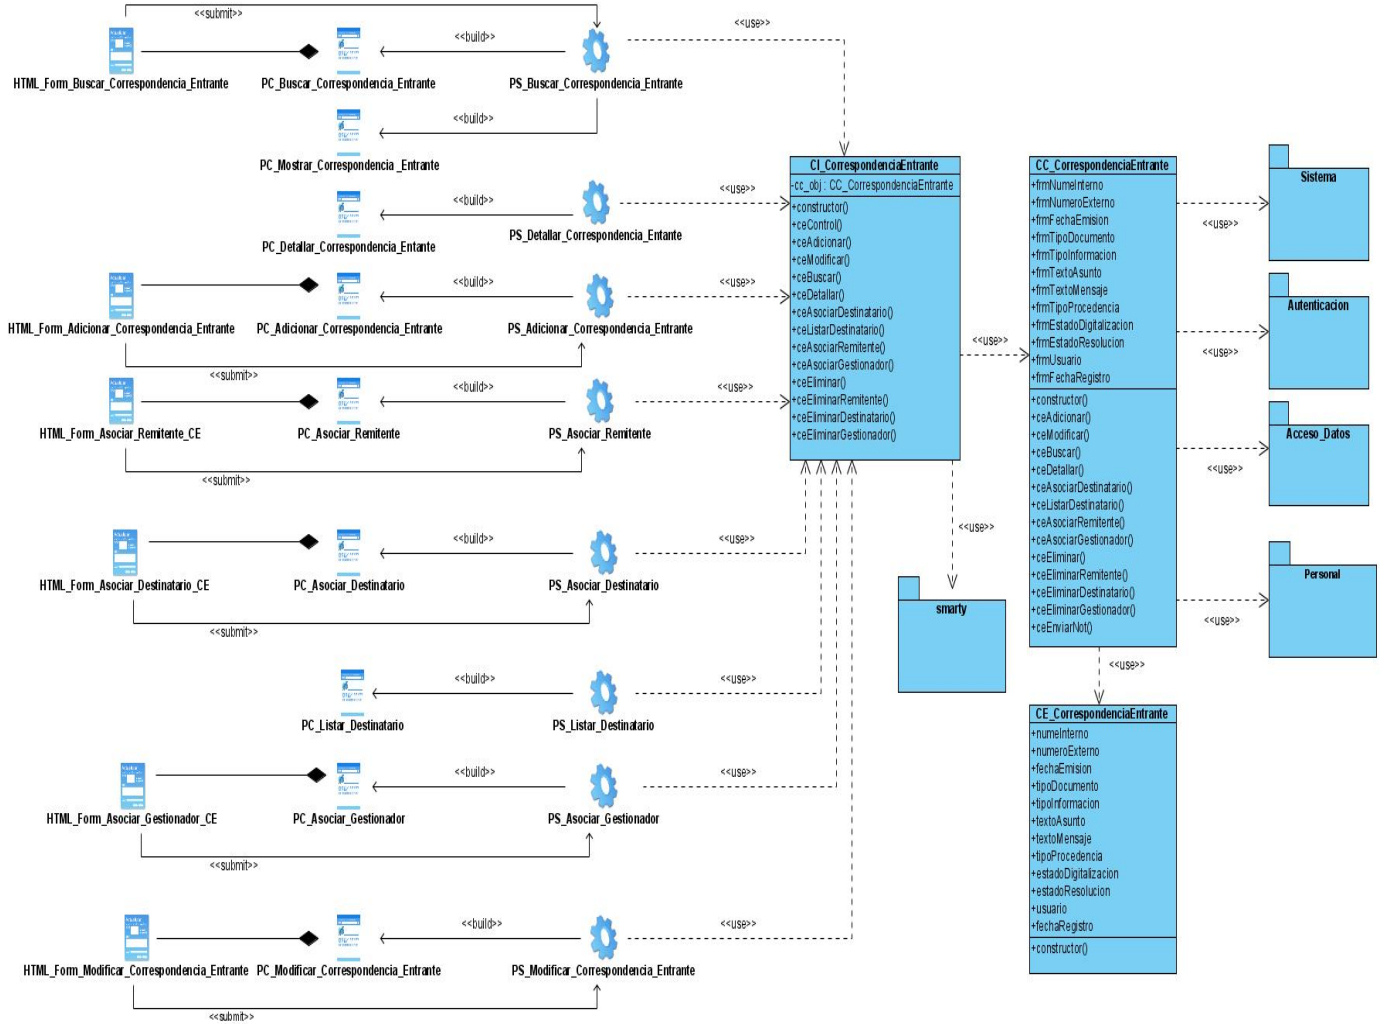 <<submit>>
<<build>>
<<use>>
HTML_Form_Buscar_Correspondencia_Entrante
PC_Buscar_Correspondencia_Entrante
PS_Buscar_Correspondencia_Entrante
<<build>>
PC_Mostrar_Correspondencia _Entrante
<<build>>
<<use>>
PC_Detallar_Correspondencia_Entante
PS_Detallar_Correspondencia_Entante
<<build>>
<<use>>
HTML_Form_Adicionar_Correspondencia_Entrante
PC_Adicionar_Correspondencia_Entrante
PS_Adicionar_Correspondencia_Entrante
<<submit>>
<<build>>
<<use>>
HTML_Form_Asociar_Remitente_CE
PC_Asociar_Remitente
PS_Asociar_Remitente
<<submit>>
<<build>>
<<use>>
HTML_Form_Asociar_Destinatario_CE
PC_Asociar_Destinatario
PS_Asociar_Destinatario
<<submit>>
<<build>>
<<use>>
PC_Listar_Destinatario
PS_Listar_Destinatario
<<build>>
<<use>>
HTML_Form_Asociar_Gestionador_CE
PC_Asociar_Gestionador
PS_Asociar_Gestionador
<<submit>>
<<build>>
<<use>>
HTML_Form_Modificar_Correspondencia_Entrante
PC_Modificar_Correspondencia_Entrante
PS_Modificar_Correspondencia_Entrante
<<submit>>
CI_CorrespondenciaEntrante
-cc_obj : CC_CorrespondenciaEntrante
+constructor()
+ceControl()
+ceAdicionar()
+ceModificar()
+ceBuscar()
+ceDetallar()
+ceAsociarDestinatario()
+ceListarDestinatario()
+ceAsociarRemitente()
+ceAsociarGestionador()
+ceEliminar()
+ceEliminarRemitente()
+ceEliminarDestinatario()
+ceEliminarGestionador()
<<use>>
<<use>>
smarty
CC_CorrespondenciaEntrante
+frmNumeInterno
+frmNumeroExterno
+frmFechaEmision
+frmTipoDocumento
+frmTipoInformacion
+frmTextoAsunto
+frmTextoMensaje
+frmTipoProcedencia
+frmEstadoDigitalizacion
+frmEstadoResolucion
+frmUsuario
+frmFechaRegistro
+constructor()
+ceAdicionar()
+ceModificar()
+ceBuscar()
+ceDetallar()
+ceAsociarDestinatario()
+ceListarDestinatario()
+ceAsociarRemitente()
+ceAsociarGestionador()
+ceEliminar()
+ceEliminarRemitente()
+ceEliminarDestinatario()
+ceEliminarGestionador()
+ceEnviarNot()
<<use>>
CE_CorrespondenciaEntrante
+numeInterno
+numeroExterno
+fechaEmision
+tipoDocumento
+tipoInformacion
+textoAsunto
+textoMensaje
+tipoProcedencia
+estadoDigitalizacion
+estadoResolucion
+usuario
+fechaRegistro
+constructor()
Sistema
<<use>>
Autenticacion
<<use>>
Acceso_Datos
<<use>>
Personal
<<use>>